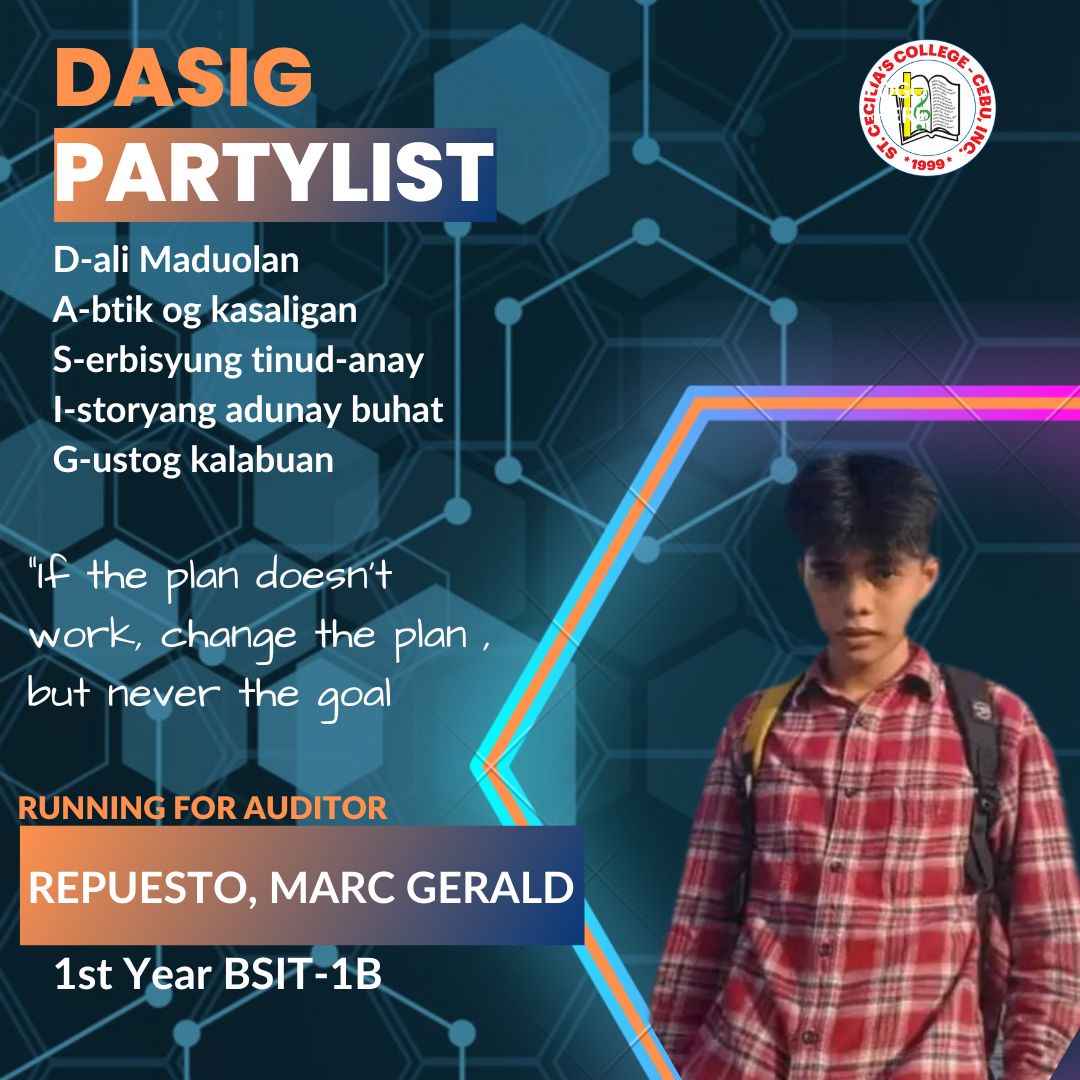 DASIG
PARTYLIST
D-ali Maduolan
A-btik og kasaligan
S-erbisyung tinud-anay
I-storyang adunay buhat
G-ustog kalabuan
"If the plan doesn't
work, change the plan ,
but never the goal
RUNNING FOR AUDITOR
REPUESTO, MARC GERALD
1st Year BSIT-1B
ST. CECILIA'S COLLEGE - CEBU, INC.
* 1999 *